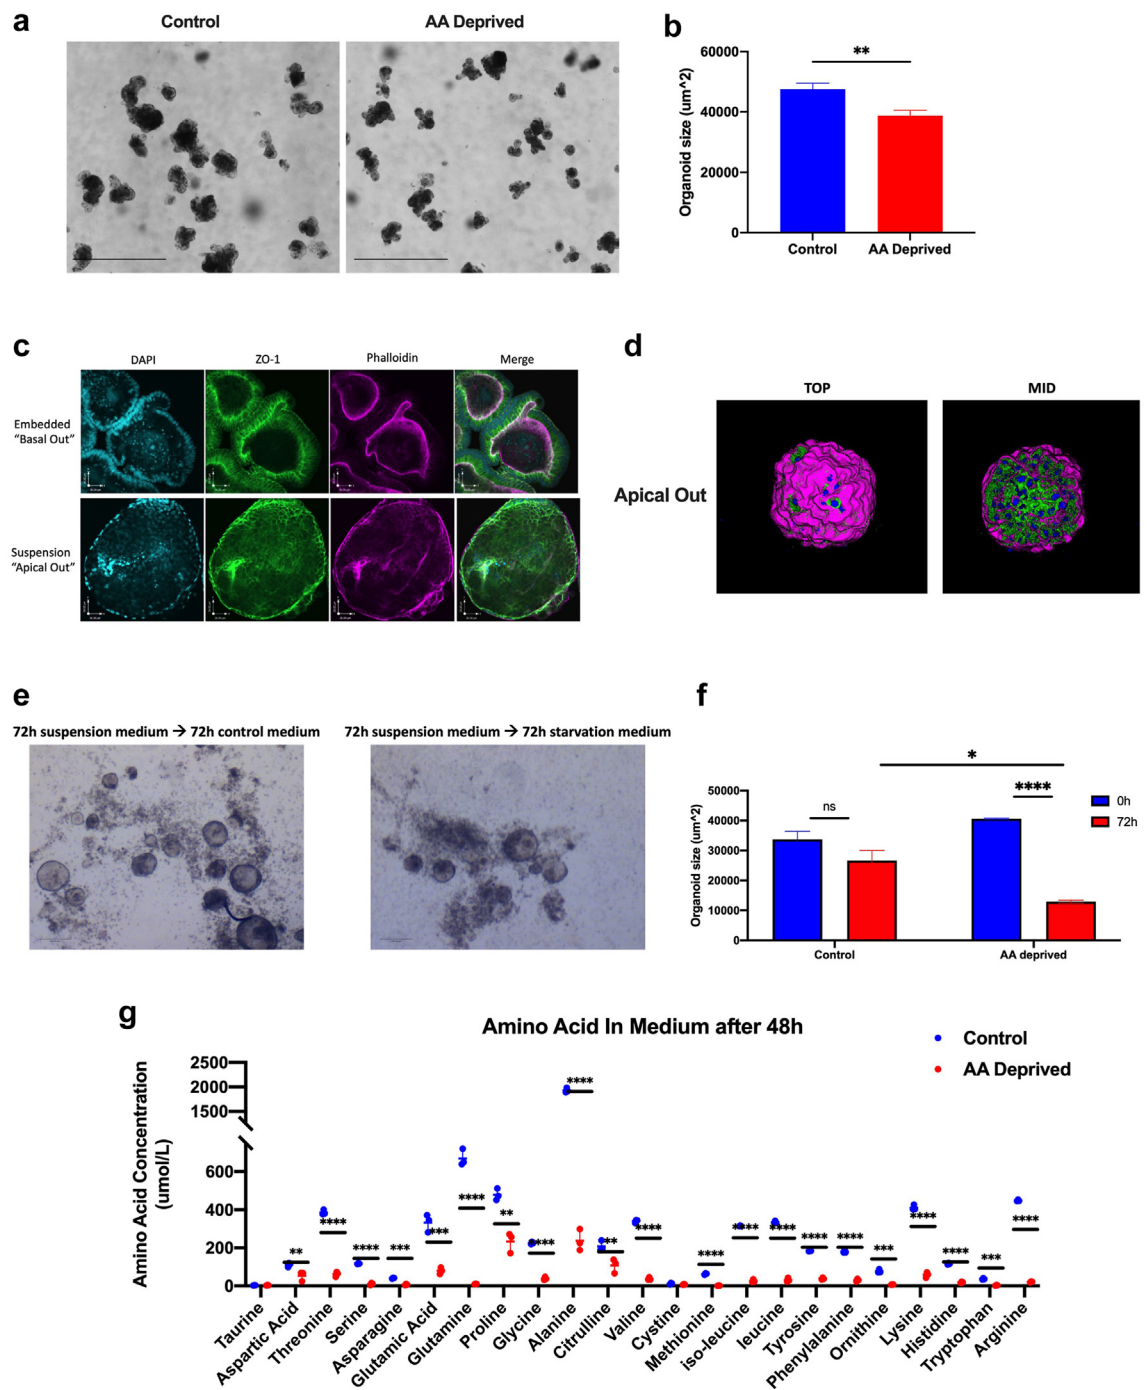 a
Control
AA Deprived
b
60000
40000
20000
0
Organoid size (um^2)
**
Control
AA Deprived
c
DAPI
ZO-1
Phalloidin
Merge
Embedded
"Basal Out"
Suspension
"Apical Out"
d
TOP
MID
Apical Out
e
72h suspension medium → 72h control medium
72h suspension medium → 72h starvation medium
f
50000
40000
30000
20000
10000
0
Organoid size (um^2)
ns
*
****
0h
72h
Control
AA deprived
g
Amino Acid In Medium after 48h
Control
AA Deprived
Amino Acid Concentration
(umol/L)
2500
2000
1500
600
400
200
0
**
****
****
***
***
****
**
****
****
**
****
****
****
****
****
****
***
****
****
***
****
Taurine
Aspartic Acid
Threonine
Serine
Asparagine
Glutamic Acid
Glutamine
Proline
Glycine
Alanine
Citrulline
Valine
Cystine
Methionine
iso-leucine
leucine
Tyrosine
Phenylalanine
Ornithine
Lysine
Histidine
Tryptophan
Arginine